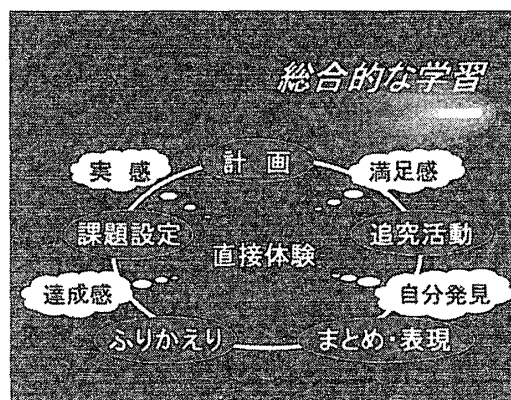 総合的な学習
実 感
計 画
満足感
課題設定
直接体験
追究活動
達成感
自分発見
ふりかえり
まとめ・表現